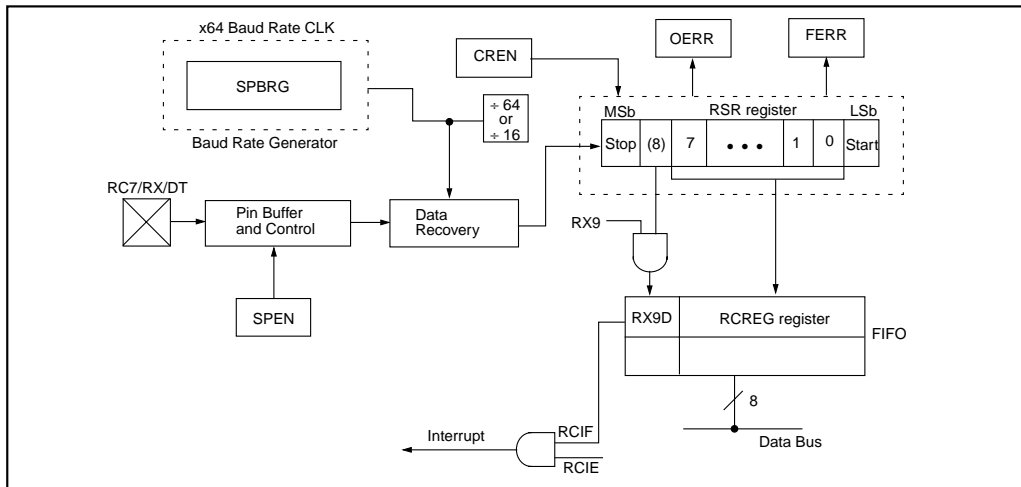 x64 Baud Rate CLK
SPBRG
Baud Rate Generator
CREN
OERR
FERR
÷ 64
or
÷ 16
MSb
RSR register
LSb
Stop
(8)
7
• • •
1
0
Start
RC7/RX/DT
Pin Buffer
and Control
Data
Recovery
RX9
SPEN
RX9D
RCREG register
FIFO
8
Data Bus
Interrupt
RCIF
RCIE